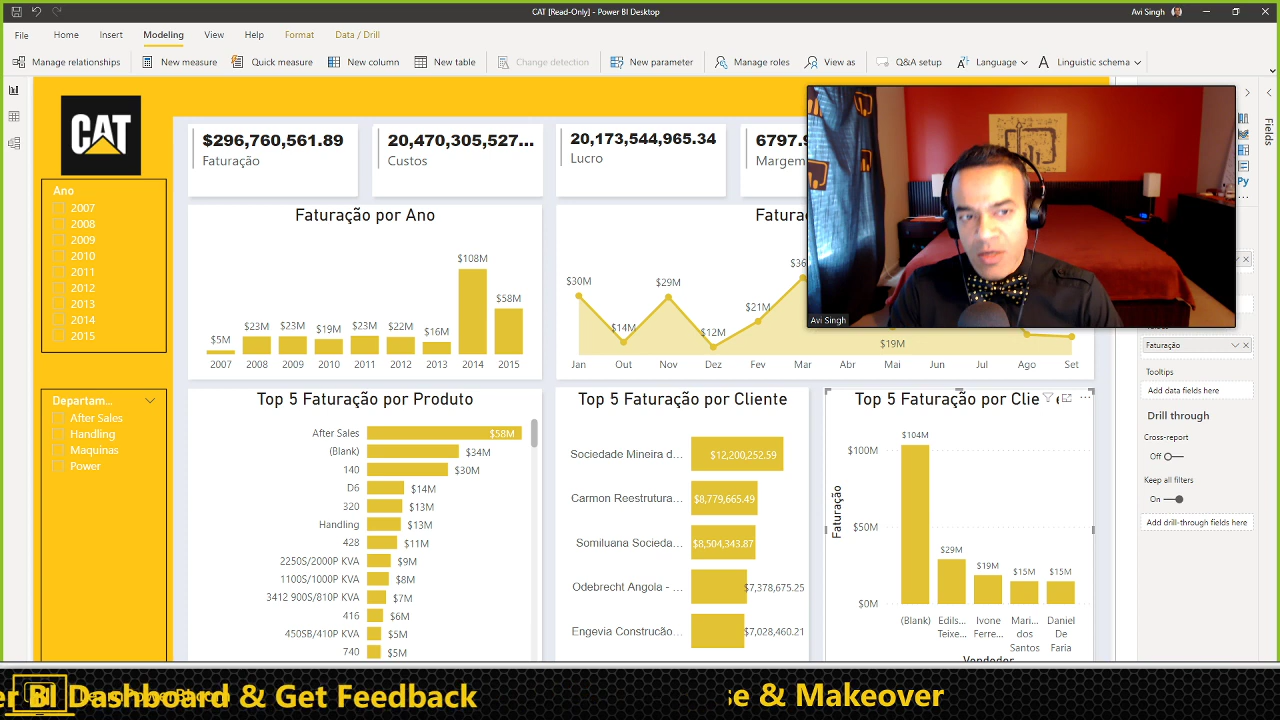 CAT [Read-Only] - Power BI Desktop
Avi Singh
File Home Insert Modeling View Help Format Data / Drill
Manage relationships New measure Quick measure New column New table Change detection New parameter Manage roles View as Q&A setup Language Linguistic schema
CAT
Ano
2007
2008
2009
2010
2011
2012
2013
2014
2015
Departam...
After Sales
Handling
Maquinas
Power
$296,760,561.89
Faturação
20,470,305,527...
Custos
20,173,544,965.34
Lucro
6797.9
Margem
Faturação por Ano
$5M $23M $23M $19M $23M $22M $16M $108M $58M
2007 2008 2009 2010 2011 2012 2013 2014 2015
$30M $14M $29M $12M $21M $19M
Jan Out Nov Dez Fev Mar Abr Mai Jun Jul Ago Set
Avi Singh
Top 5 Faturação por Produto
After Sales $58M
(Blank) $34M
140 $30M
D6 $14M
320 $13M
Handling $13M
428 $11M
2250S/2000P KVA $9M
1100S/1000P KVA $8M
3412 900S/810P KVA $7M
416 $6M
450SB/410P KVA $5M
740 $5M
Top 5 Faturação por Cliente
Sociedade Mineira d... $12,200,252.59
Carmon Reestrutura... $8,779,665.49
Somiluana Socieda... $8,504,343.87
Odebrecht Angola - ... $7,378,675.25
Engevia Construcão... $7,028,460.21
Top 5 Faturação por Clie
Faturação
$100M
$50M
$0M
$104M $29M $19M $15M $15M
(Blank) Edils... Ivone Mari... Daniel
Teixe... Ferre... dos De
Santos Faria
Vendedor
Fields
Py
Faturação
Tooltips
Add data fields here
Drill through
Cross-report
Off
Keep all filters
On
Add drill-through fields here
er BI Dashboard & Get Feedback
se & Makeover